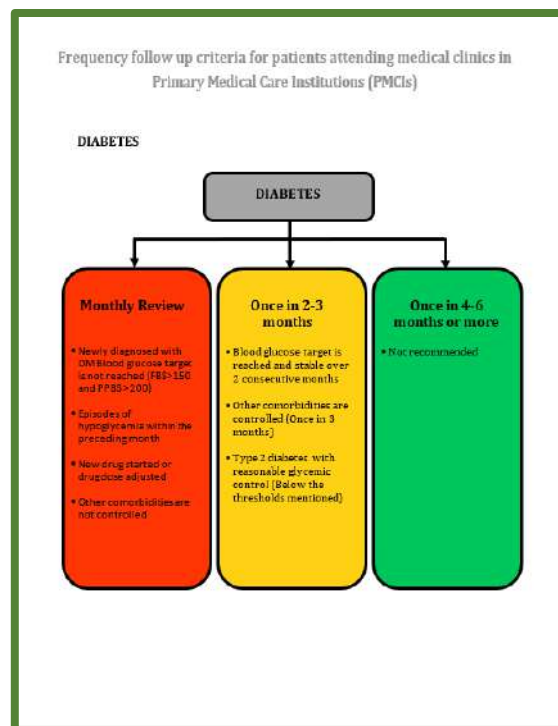 Frequency follow up criteria for patients attending medical clinics in
Primary Medical Care Institutions (PMCIs)
DIABETES
DIABETES
Monthly Review
• Newly diagnosed with
DM Blood glucose target
is not reached (FBS>150
and PPBS>200)
• Episodes of
hypoglycemia within the
preceding month
• New drug started or
drugdose adjusted
• Other comorbidities are
not controlled
Once in 2-3
months
• Blood glucose target is
reached and stable over
2 consecutive months
• Other comorbidities are
controlled (Once in 3
months)
• Type 2 diabetes with
reasonable glycemic
control (Below the
thresholds mentioned)
Once in 4-6
months or more
• Not recommended